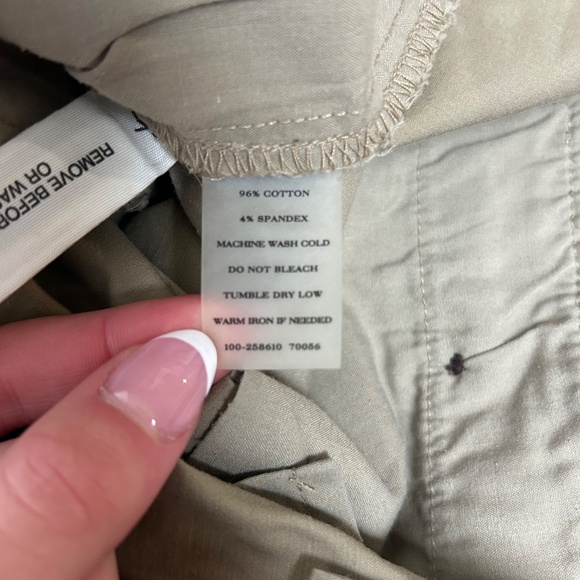 96% COTTON
4% SPANDEX
MACHINE WASH COLD
DO NOT BLEACH
TUMBLE DRY LOW
WARM IRON IF NEEDED
100-258610 70056
REMOVE BEFOR
OR WA